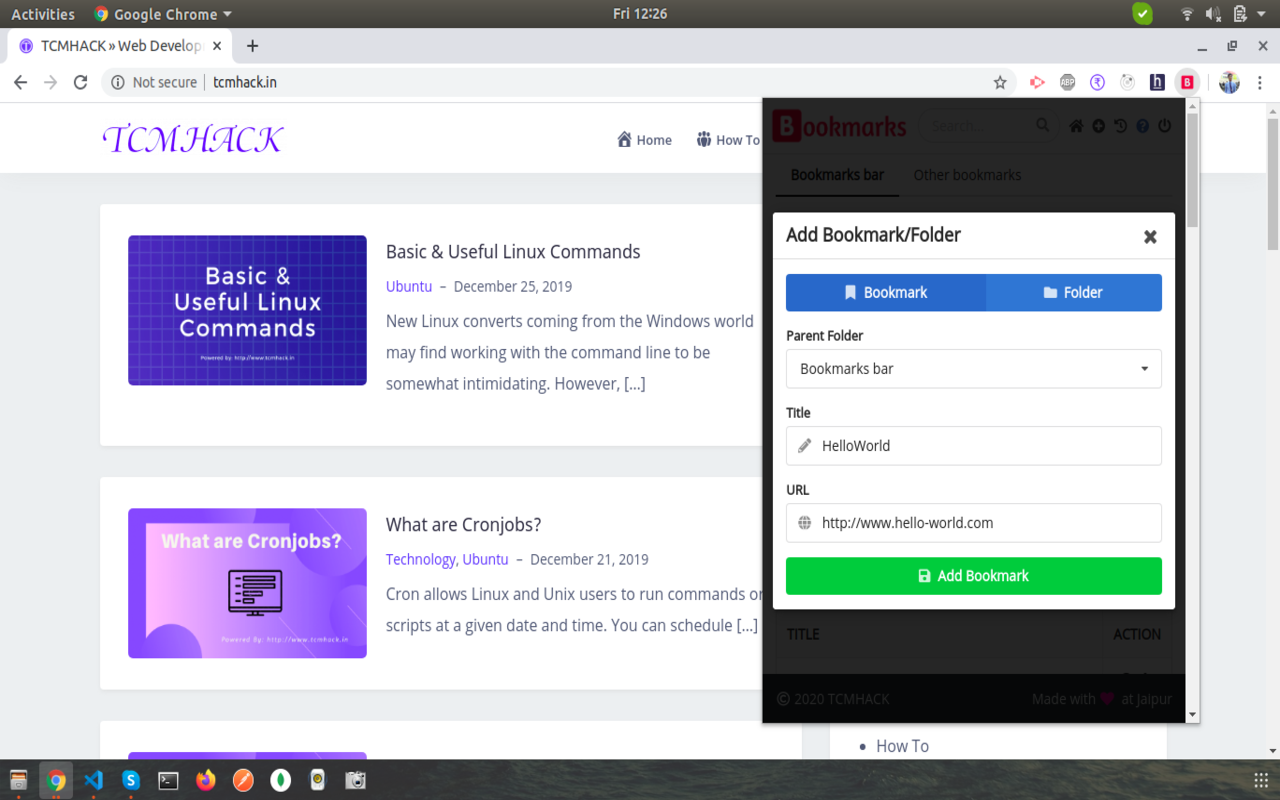 Activities
Google Chrome
Fri 12:26
TCMHACK » Web Develop
Not secure
tcmhack.in
ABP
₹
h
B
TCMHACK
Home
How To
Bookmarks
Search...
Bookmarks bar
Other bookmarks
Basic &
Useful Linux
Commands
Powered by: http://www.tcmhack.in
Basic & Useful Linux Commands
Ubuntu – December 25, 2019
New Linux converts coming from the Windows world
may find working with the command line to be
somewhat intimidating. However, [...]
What are Cronjobs?
Powered By: http://www.tcmhack.in
What are Cronjobs?
Technology, Ubuntu – December 21, 2019
Cron allows Linux and Unix users to run commands or
scripts at a given date and time. You can schedule [...]
Add Bookmark/Folder
Bookmark
Folder
Parent Folder
Bookmarks bar
Title
HelloWorld
URL
http://www.hello-world.com
Add Bookmark
TITLE
ACTION
© 2020 TCMHACK
Made with ♥ at Jaipur
• How To